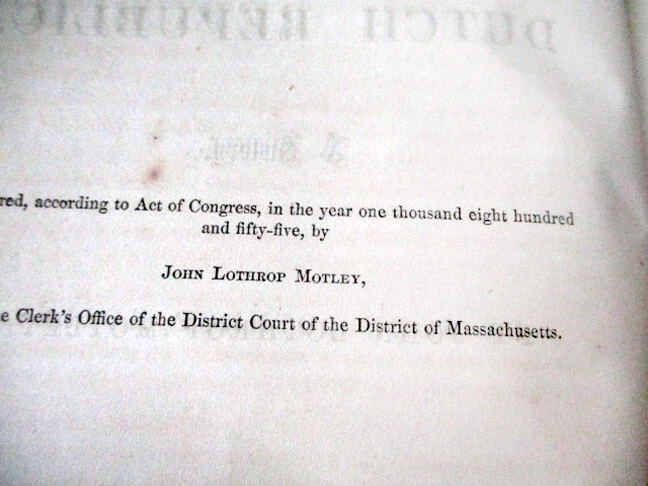 red, according to Act of Congress, in the year one thousand eight hundred
and fifty-five, by
John Lothrop Motley,
e Clerk's Office of the District Court of the District of Massachusetts.